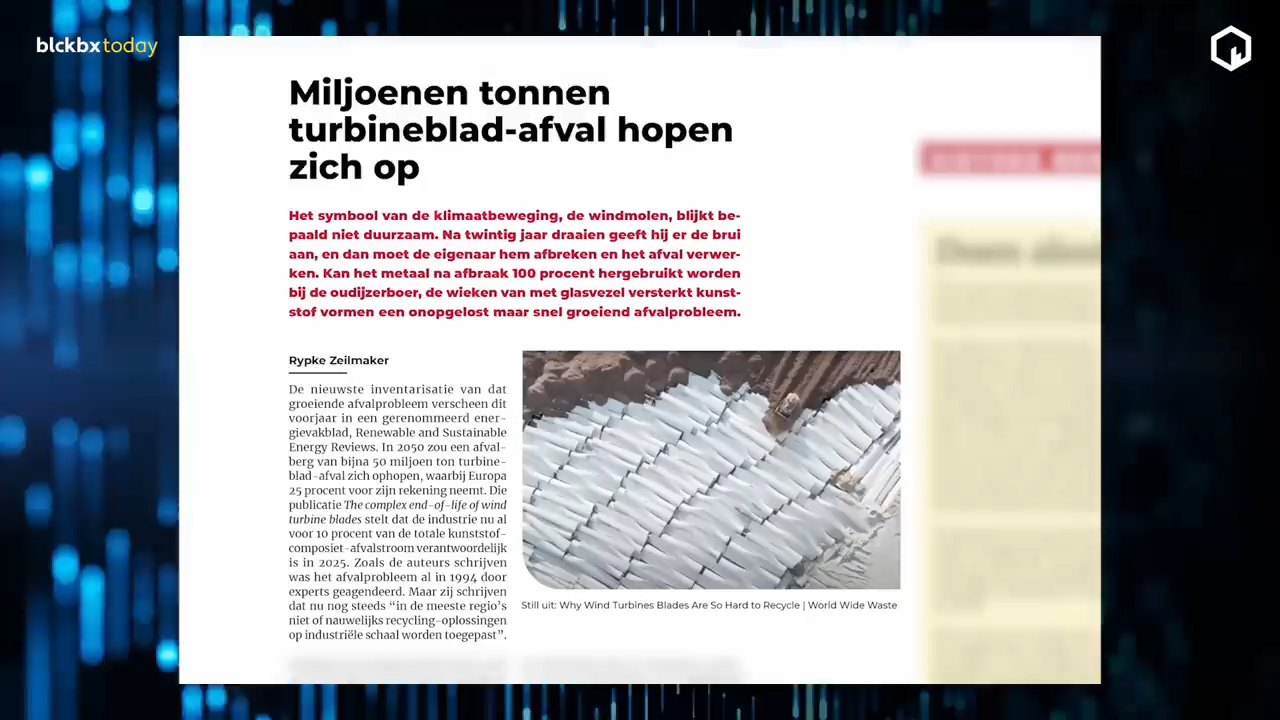 blckbxtoday
Miljoenen tonnen
turbineblad-afval hopen
zich op
Het symbool van de klimaatbeweging, de windmolen, blijkt be-
paald niet duurzaam. Na twintig jaar draaien geeft hij er de brui
aan, en dan moet de eigenaar hem afbreken en het afval verwer-
ken. Kan het metaal na afbraak 100 procent hergebruikt worden
bij de oudijzerboer, de wieken van met glasvezel versterkt kunst-
stof vormen een onopgelost maar snel groeiend afvalprobleem.
Rypke Zeilmaker
De nieuwste inventarisatie van dat
groeiende afvalprobleem verscheen dit
voorjaar in een gerenommeerd ener-
gievakblad, Renewable and Sustainable
Energy Reviews. In 2050 zou een afval-
berg van bijna 50 miljoen ton turbine-
blad-afval zich ophopen, waarbij Europa
25 procent voor zijn rekening neemt. Die
publicatie The complex end-of-life of wind
turbine blades stelt dat de industrie nu al
voor 10 procent van de totale kunststof-
composiet-afvalstroom verantwoordelijk
is in 2025. Zoals de auteurs schrijven
was het afvalprobleem al in 1994 door
experts geagendeerd. Maar zij schrijven
dat nu nog steeds “in de meeste regio’s
niet of nauwelijks recycling-oplossingen
op industriële schaal worden toegepast”.
Still uit: Why Wind Turbines Blades Are So Hard to Recycle | World Wide Waste